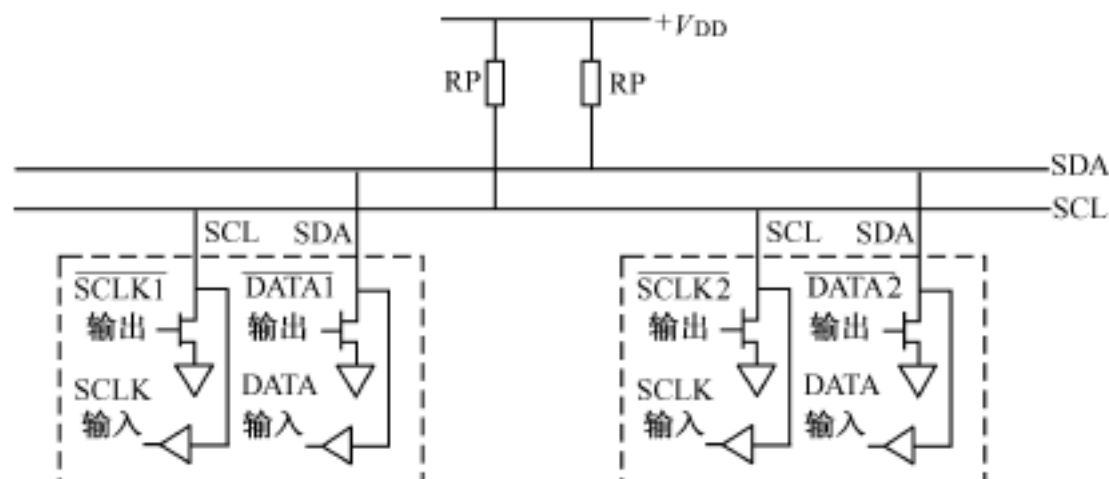 +VDD
RP RP
SDA
SCL
SCL SDA SCL SDA
SCLK1 DATA1 SCLK2 DATA2
输出 输出 输出 输出
SCLK DATA SCLK DATA
输入 输入 输入 输入